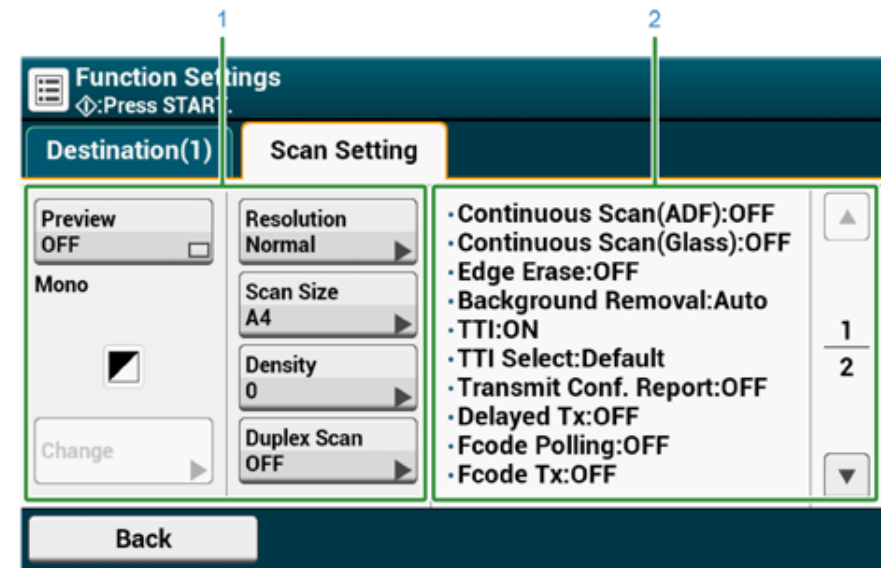 1
2
Function Settings
:Press START.
Destination(1)
Scan Setting
Preview
OFF
Mono
Change
Resolution
Normal
Scan Size
A4
Density
0
Duplex Scan
OFF
·Continuous Scan(ADF):OFF
·Continuous Scan(Glass):OFF
·Edge Erase:OFF
·Background Removal:Auto
·TTI:ON
·TTI Select:Default
·Transmit Conf. Report:OFF
·Delayed Tx:OFF
·Fcode Polling:OFF
·Fcode Tx:OFF
1
2
Back